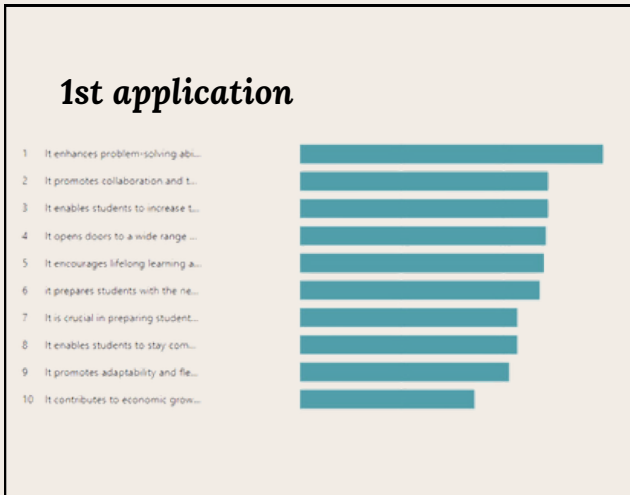 1st application
1 It enhances problem-solving abi...
2 It promotes collaboration and t...
3 It enables students to increase t...
4 It opens doors to a wide range ...
5 It encourages lifelong learning a...
6 it prepares students with the ne...
7 It is crucial in preparing student...
8 It enables students to stay com...
9 It promotes adaptability and fle...
10 It contributes to economic grow...